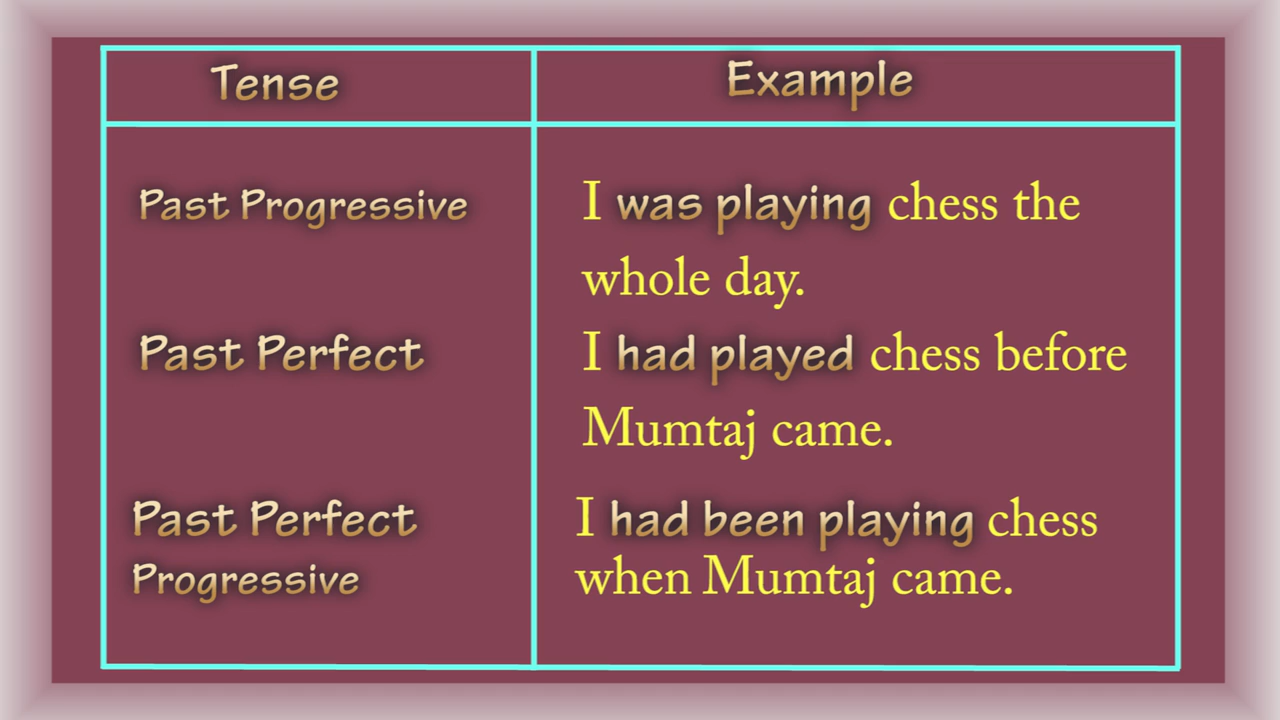 Tense Example
Past Progressive I was playing chess the
whole day.
Past Perfect I had played chess before
Mumtaj came.
Past Perfect I had been playing chess
Progressive when Mumtaj came.